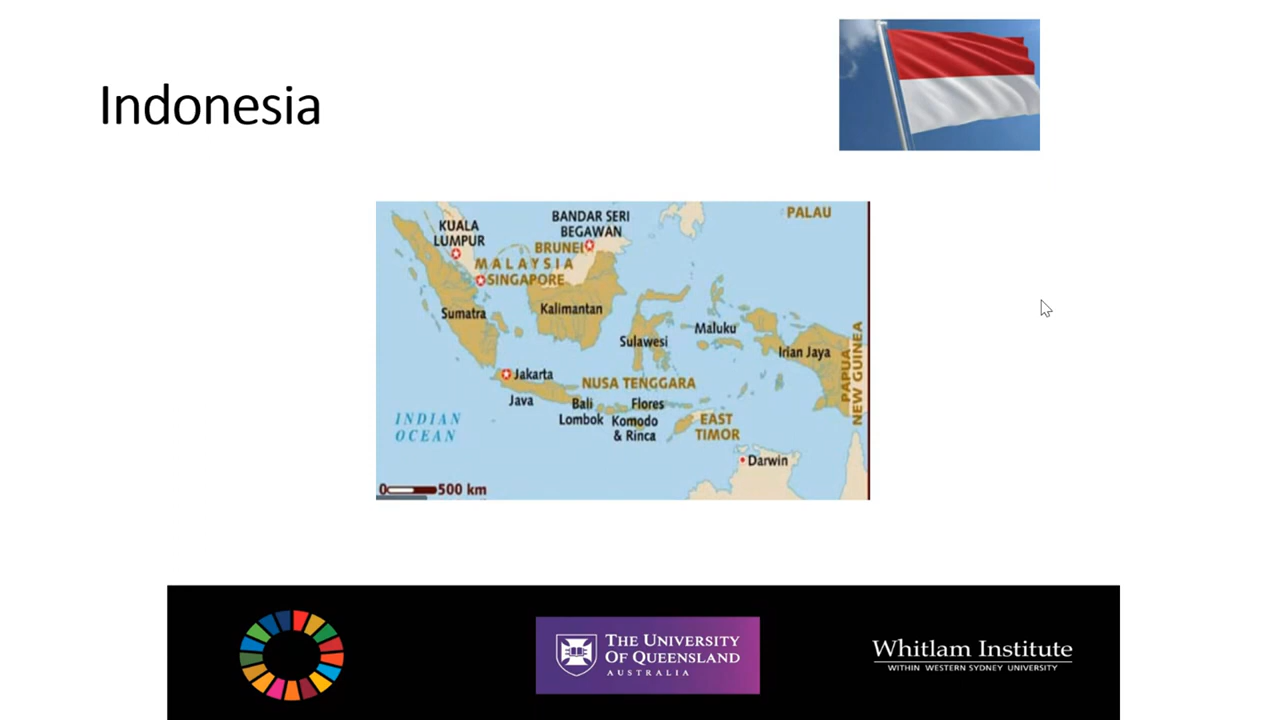 Indonesia
PALAU
KUALA
LUMPUR
BANDAR SERI
BEGAWAN
BRUNEI
MALAYSIA
SINGAPORE
Sumatra
Kalimantan
Sulawesi
Maluku
Irian Jaya
PAPUA
NEW GUINEA
Jakarta
NUSA TENGGARA
Java
Bali
Flores
Lombok
Komodo
& Rinca
EAST
TIMOR
INDIAN
OCEAN
Darwin
0 500 km
THE UNIVERSITY
OF QUEENSLAND
AUSTRALIA
Whitlam Institute
WITHIN WESTERN SYDNEY UNIVERSITY